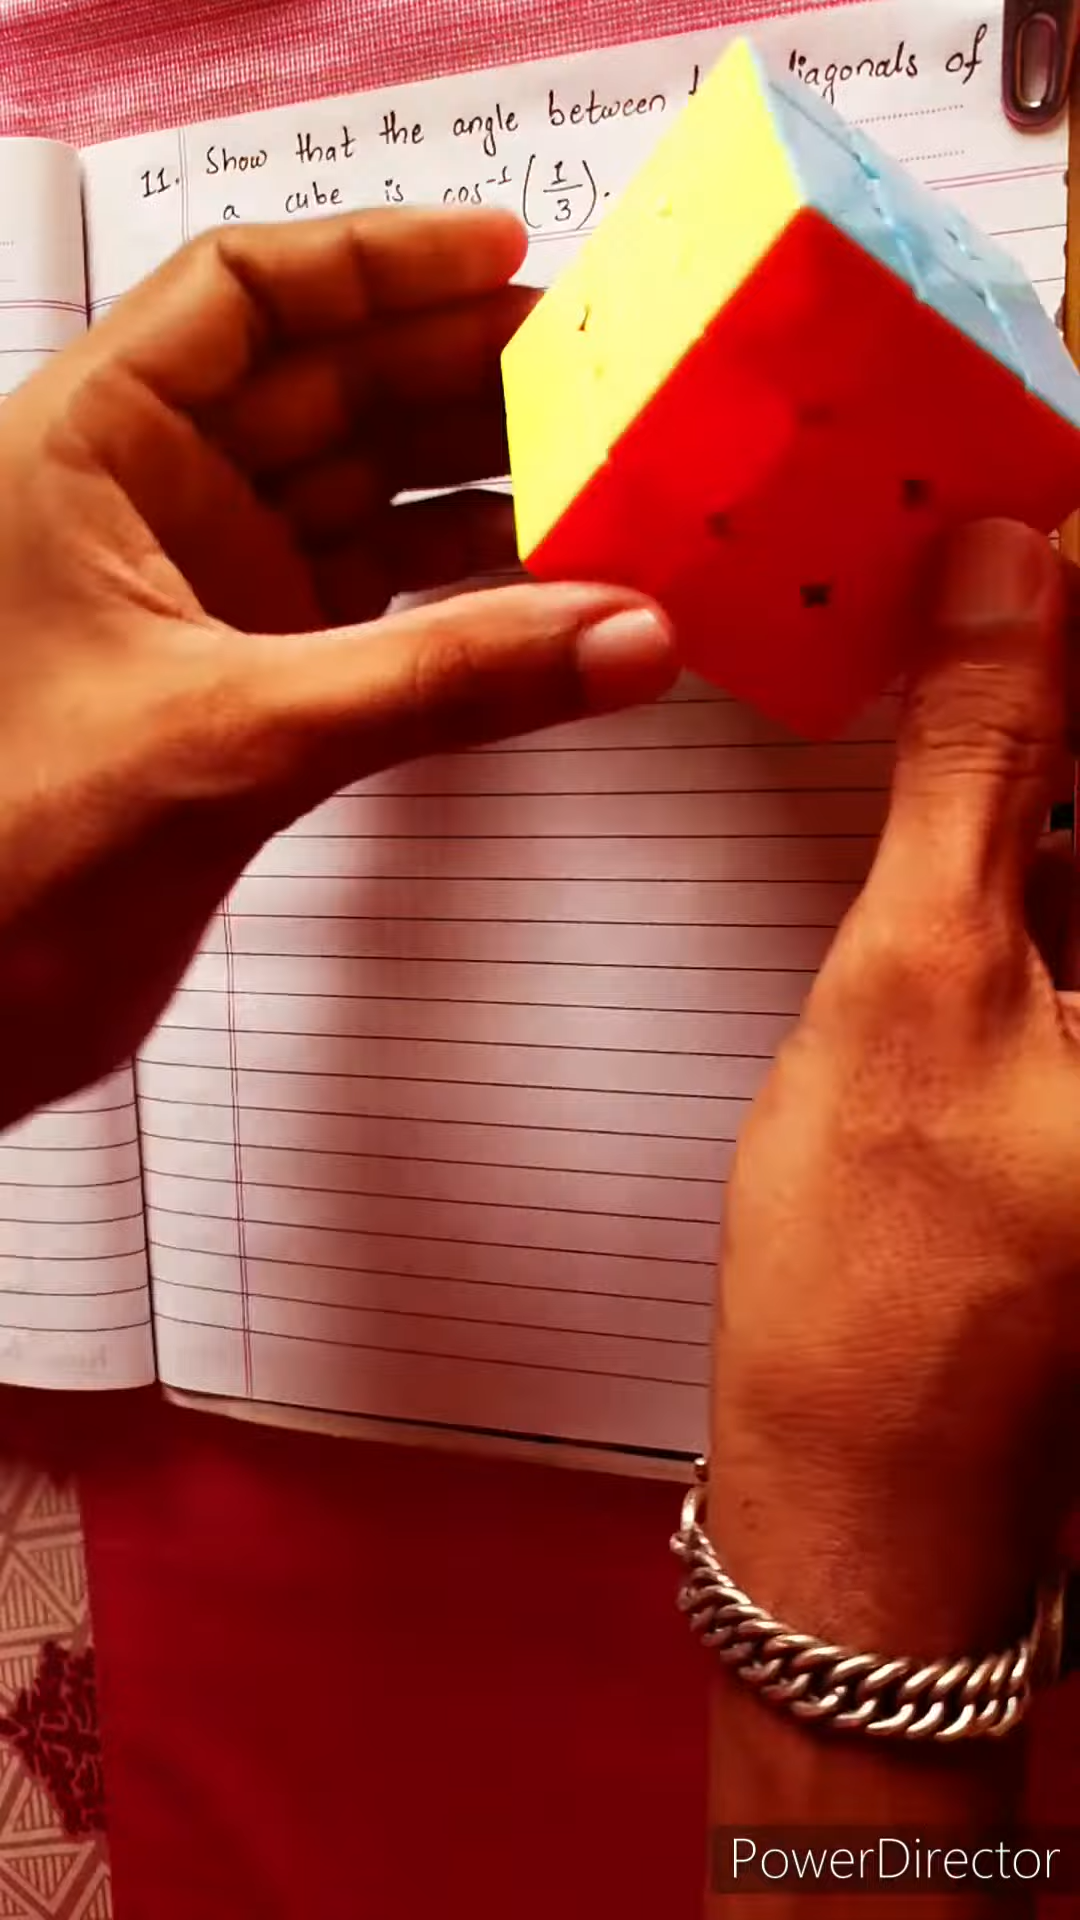 11. Show that the angle between diagonals of
a cube is cos⁻¹(1/3).
PowerDirector